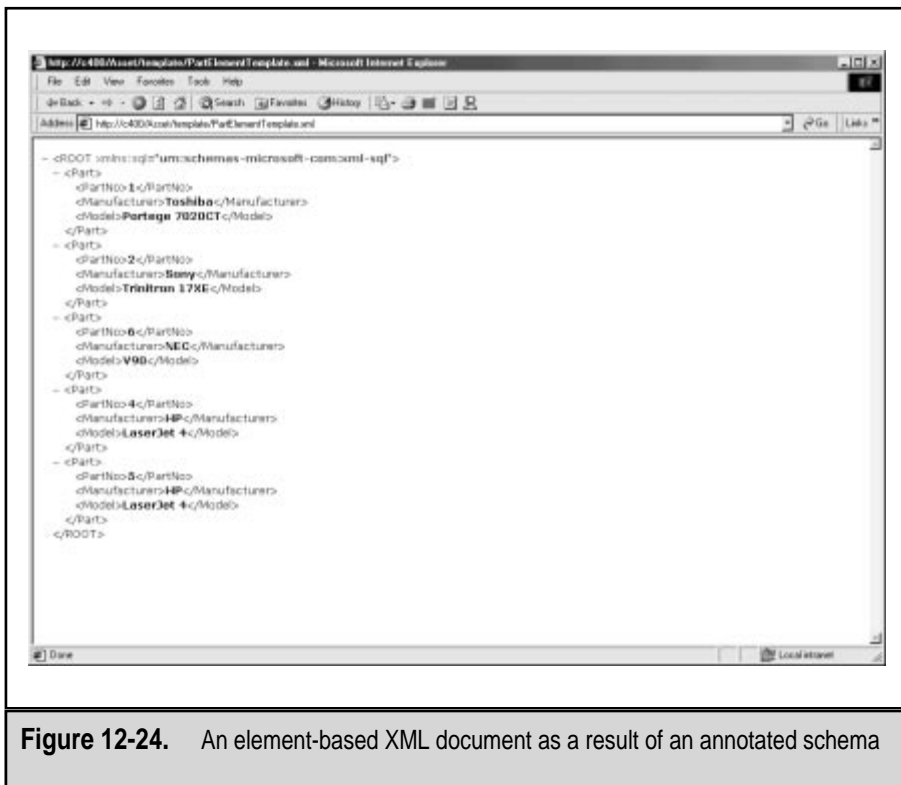 http://c400/Asset/template/PartElementTemplate.xml - Microsoft Internet Explorer
File Edit View Favorites Tools Help
Back Search Favorites History
Address http://c400/Asset/template/PartElementTemplate.xml Go Links »
- <ROOT xmlns:sql="urn:schemas-microsoft-com:xml-sql">
- <Part>
<PartNo>1</PartNo>
<Manufacturer>Toshiba</Manufacturer>
<Model>Portege 7020CT</Model>
</Part>
- <Part>
<PartNo>2</PartNo>
<Manufacturer>Sony</Manufacturer>
<Model>Trinitron 17XE</Model>
</Part>
- <Part>
<PartNo>6</PartNo>
<Manufacturer>NEC</Manufacturer>
<Model>V90</Model>
</Part>
- <Part>
<PartNo>4</PartNo>
<Manufacturer>HP</Manufacturer>
<Model>LaserJet 4</Model>
</Part>
- <Part>
<PartNo>5</PartNo>
<Manufacturer>HP</Manufacturer>
<Model>LaserJet 4</Model>
</Part>
</ROOT>
Done Local intranet
Figure 12-24. An element-based XML document as a result of an annotated schema